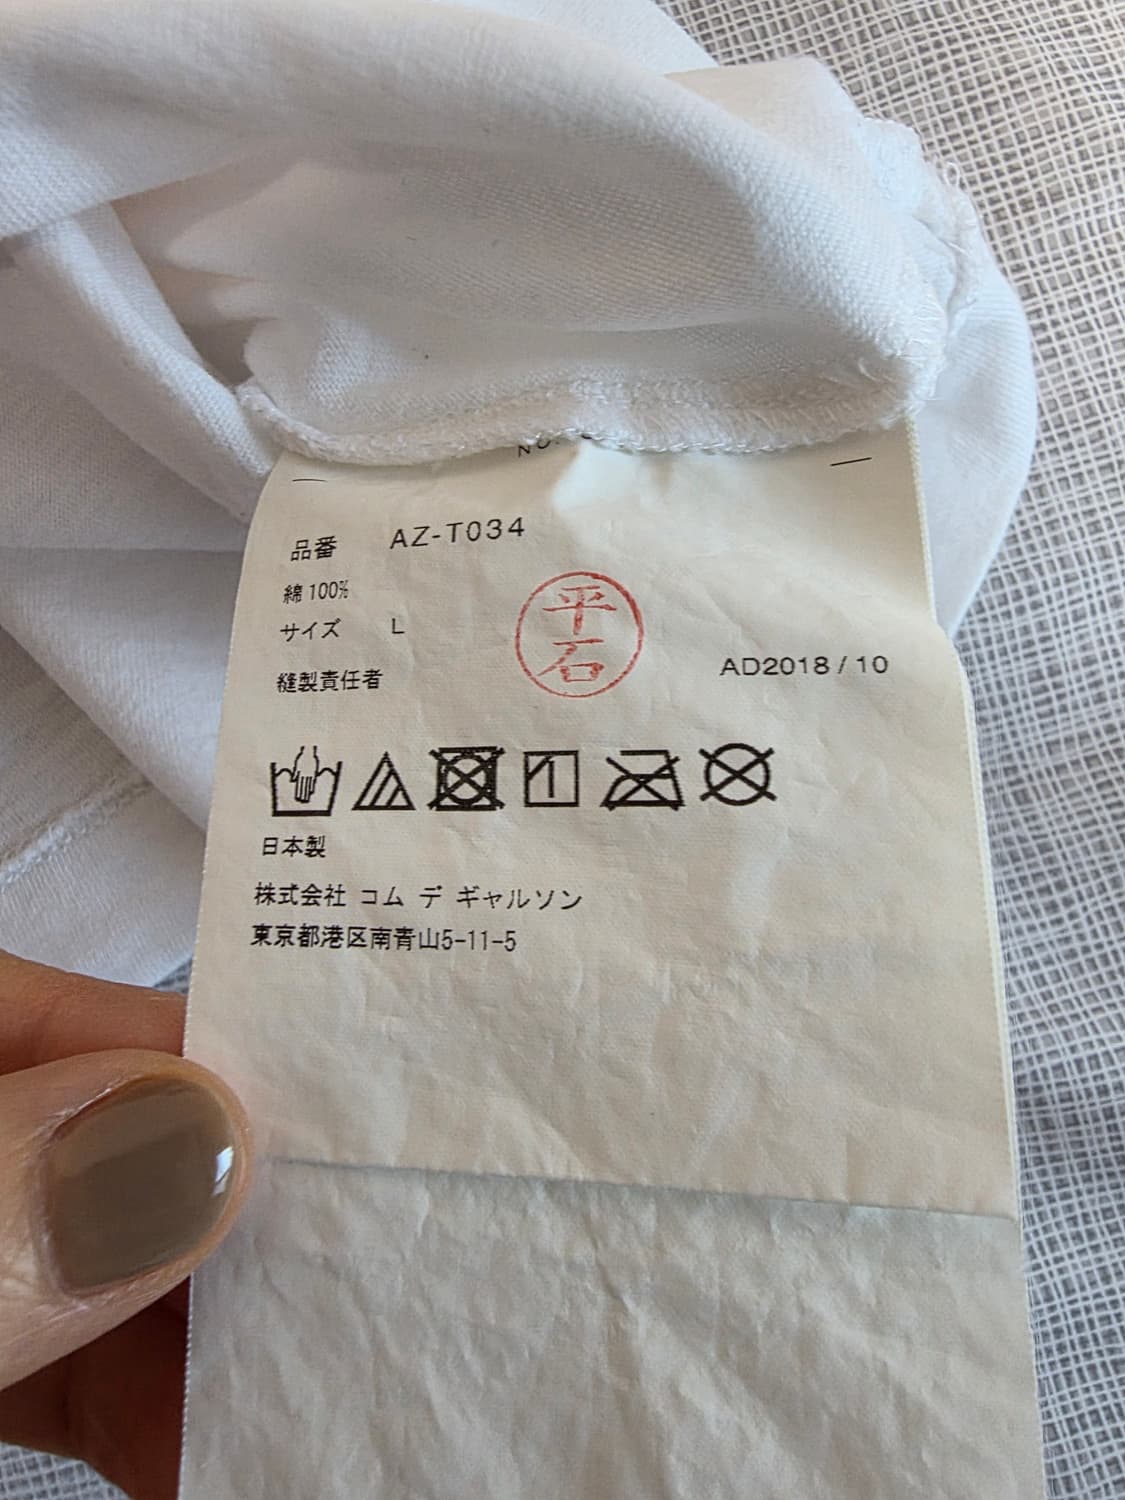 品番 AZ-T034
綿 100%
サイズ L
縫製責任者
平石
AD2018 / 10
日本製
株式会社 コム デ ギャルソン
東京都港区南青山5-11-5